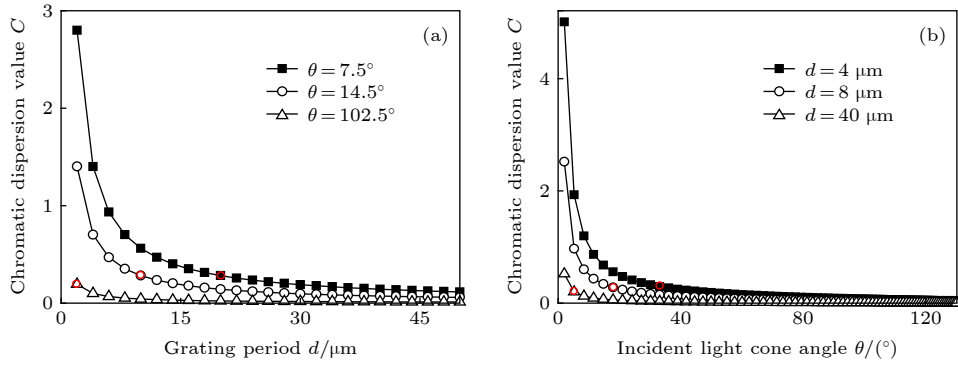 3
2
1
0
0
15
30
45
Chromatic dispersion value C
Grating period d/μm
(a)
θ = 7.5°
θ = 14.5°
θ = 102.5°
4
2
0
0
40
80
120
Chromatic dispersion value C
Incident light cone angle θ/(°)
(b)
d = 4 μm
d = 8 μm
d = 40 μm